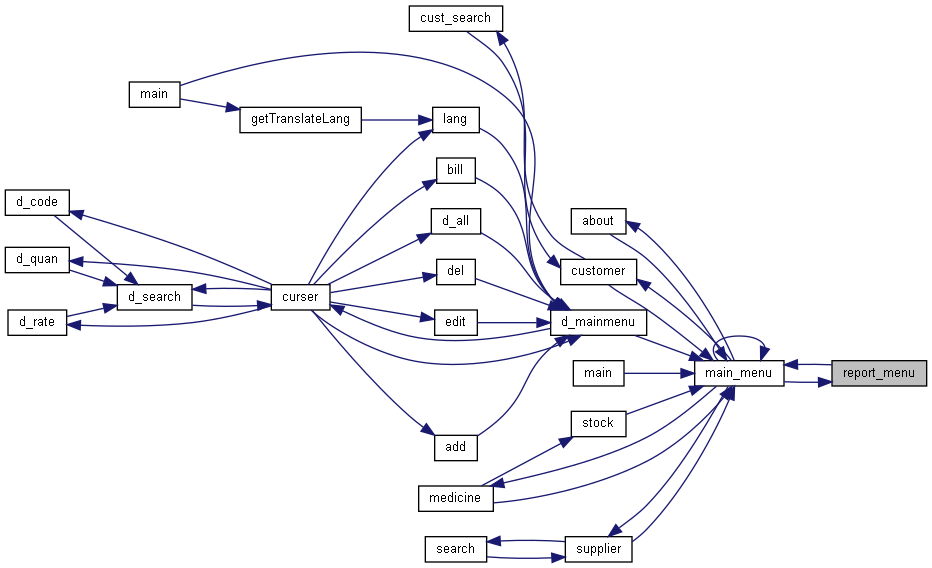 cust_search
main
getTranslateLang
lang
bill
d_code
d_all
about
d_quan
del
customer
d_search
curser
d_rate
edit
d_mainmenu
main
main_menu
report_menu
stock
add
medicine
search
supplier